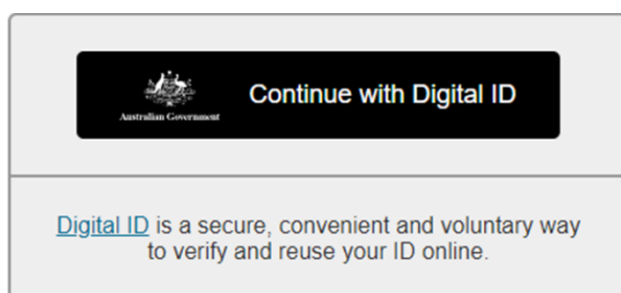 Australian Government
Continue with Digital ID
Digital ID is a secure, convenient and voluntary way
to verify and reuse your ID online.